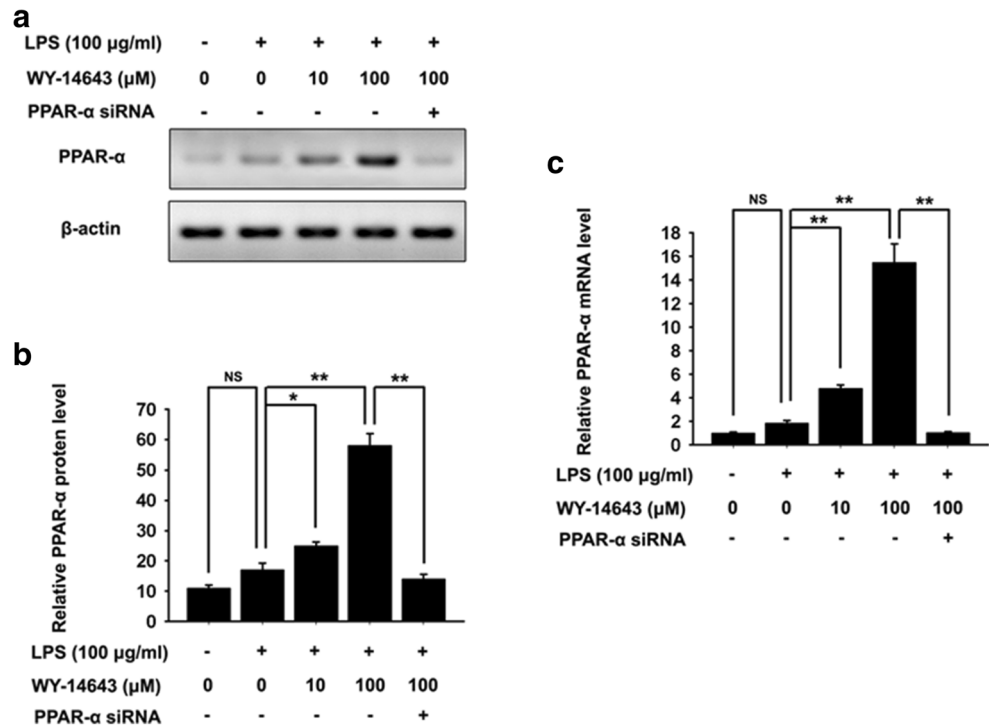 a
LPS (100 µg/ml) - + + + +
WY-14643 (µM) 0 0 10 100 100
PPAR-α siRNA - - - - +
PPAR-α
β-actin
b
NS ** **
*
Relative PPAR-α proten level
70
60
50
40
30
20
10
0
LPS (100 µg/ml) - + + + +
WY-14643 (µM) 0 0 10 100 100
PPAR-α siRNA - - - - +
c
NS ** **
**
Relative PPAR-α mRNA level
18
16
14
12
10
8
6
4
2
0
LPS (100 µg/ml) - + + + +
WY-14643 (µM) 0 0 10 100 100
PPAR-α siRNA - - - - +